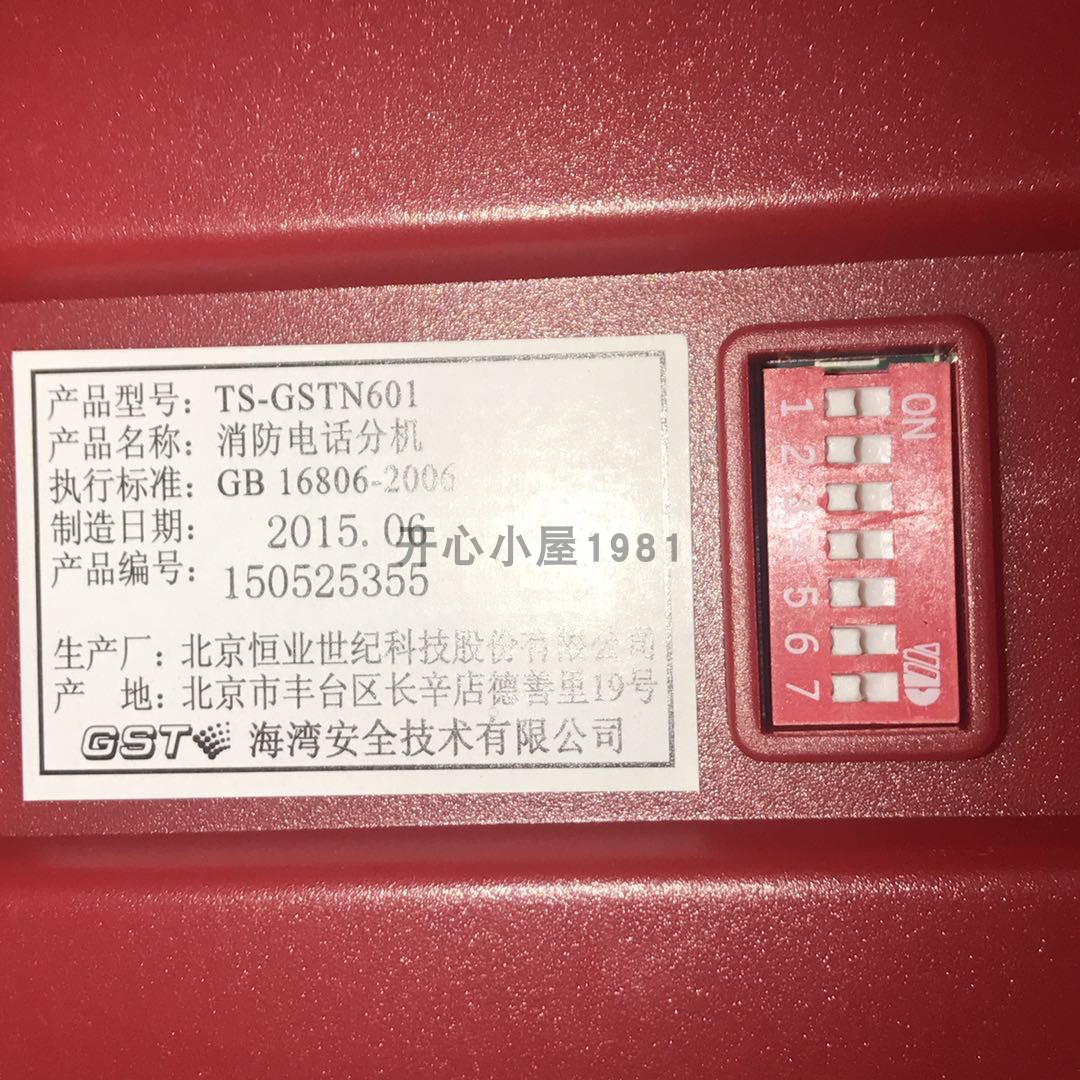 产品型号：TS-GSTN601
产品名称：消防电话分机
执行标准：GB 16806-2006
制造日期：2015.06
产品编号：150525355
开心小屋1981
生产厂：北京恒业世纪科技股份有限公司
产 地：北京市丰台区长辛店德善里19号
GST 海湾安全技术有限公司
ON
1
2
3
4
5
6
7